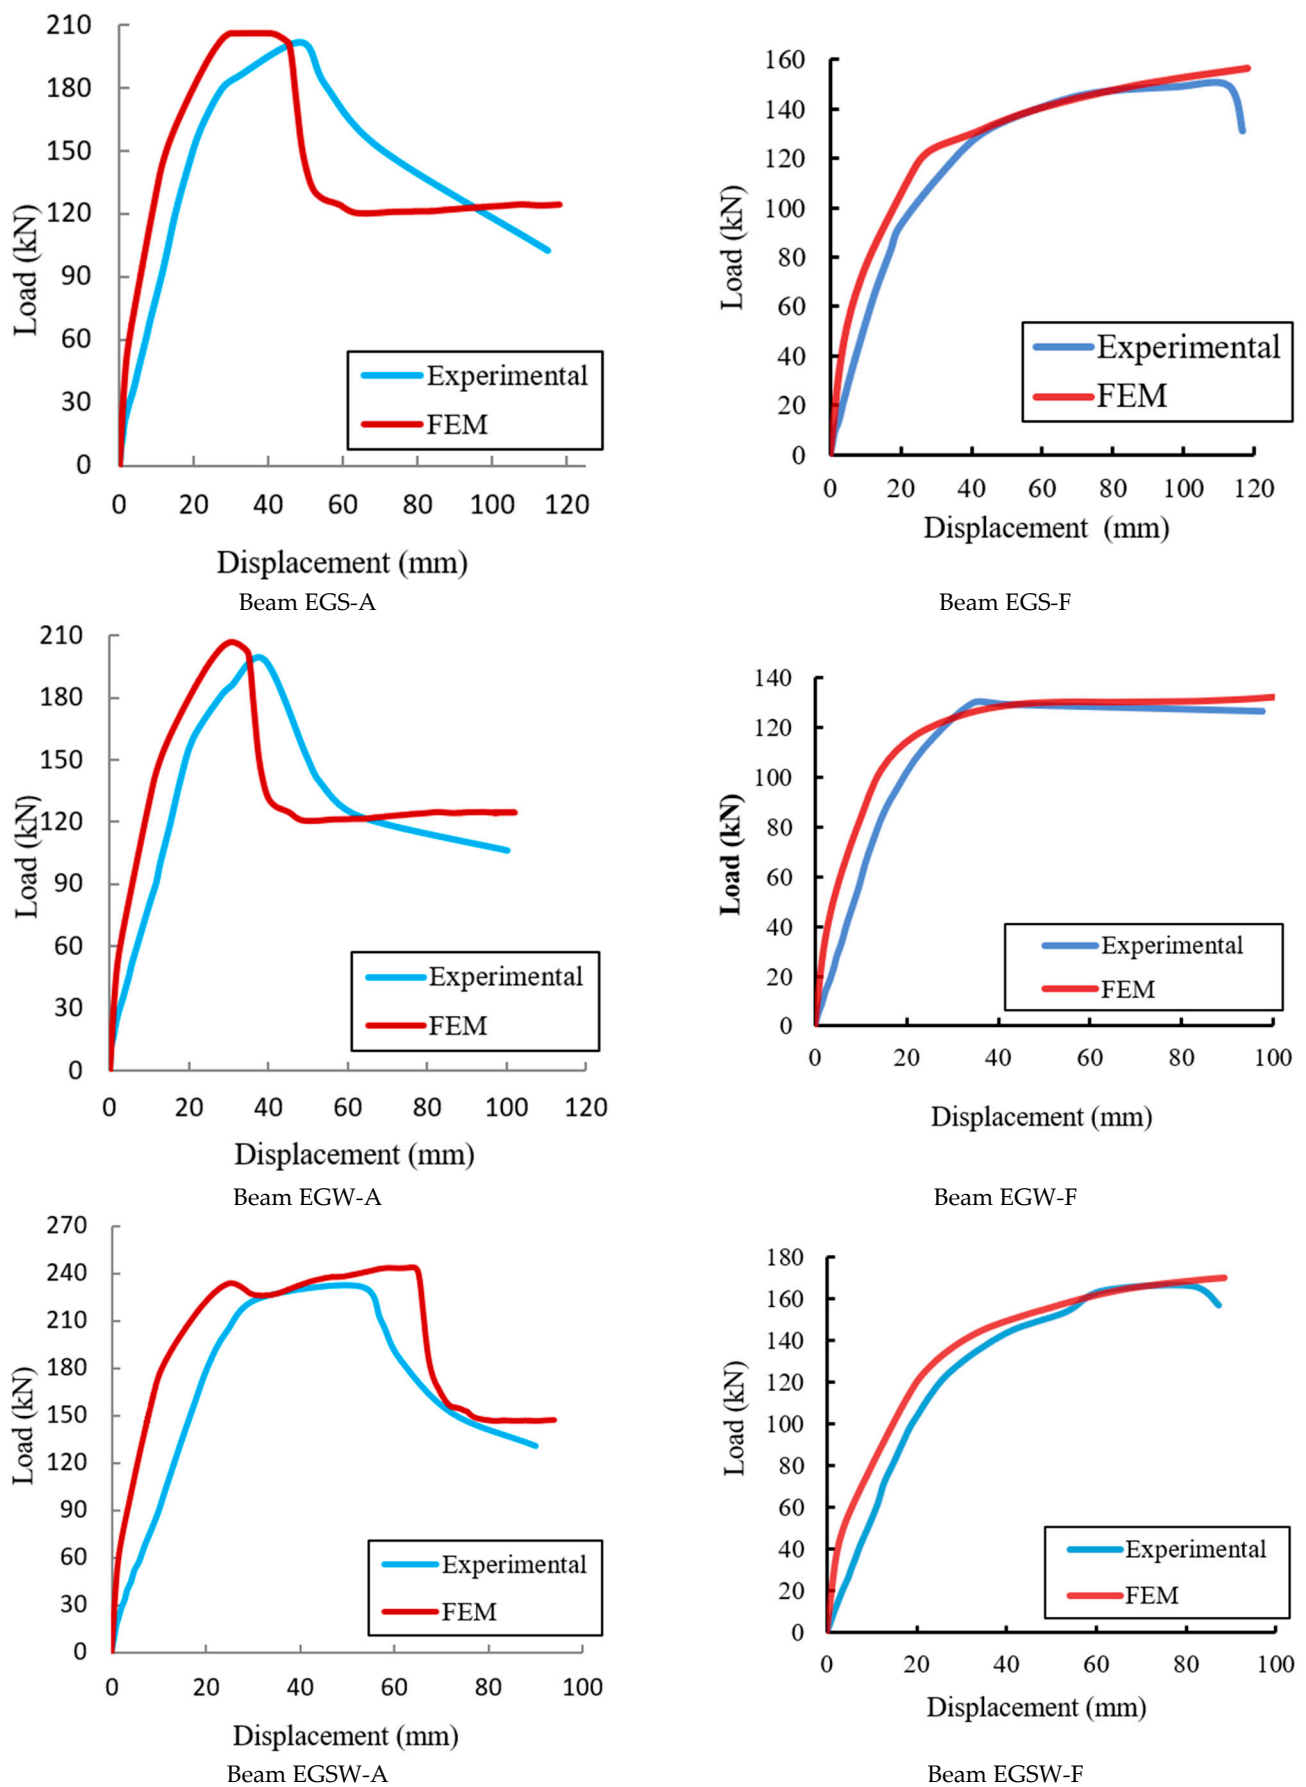 210
180
150
120
90
60
30
0
Load (kN)
Experimental
FEM
0 20 40 60 80 100 120
Displacement (mm)
Beam EGS-A
160
140
120
100
80
60
40
20
0
Load (kN)
Experimental
FEM
0 20 40 60 80 100 120
Displacement (mm)
Beam EGS-F
210
180
150
120
90
60
30
0
Load (kN)
Experimental
FEM
0 20 40 60 80 100 120
Displacement (mm)
Beam EGW-A
140
120
100
80
60
40
20
0
Load (kN)
Experimental
FEM
0 20 40 60 80 100
Displacement (mm)
Beam EGW-F
270
240
210
180
150
120
90
60
30
0
Load (kN)
Experimental
FEM
0 20 40 60 80 100
Displacement (mm)
Beam EGSW-A
180
160
140
120
100
80
60
40
20
0
Load (kN)
Experimental
FEM
0 20 40 60 80 100
Displacement (mm)
Beam EGSW-F